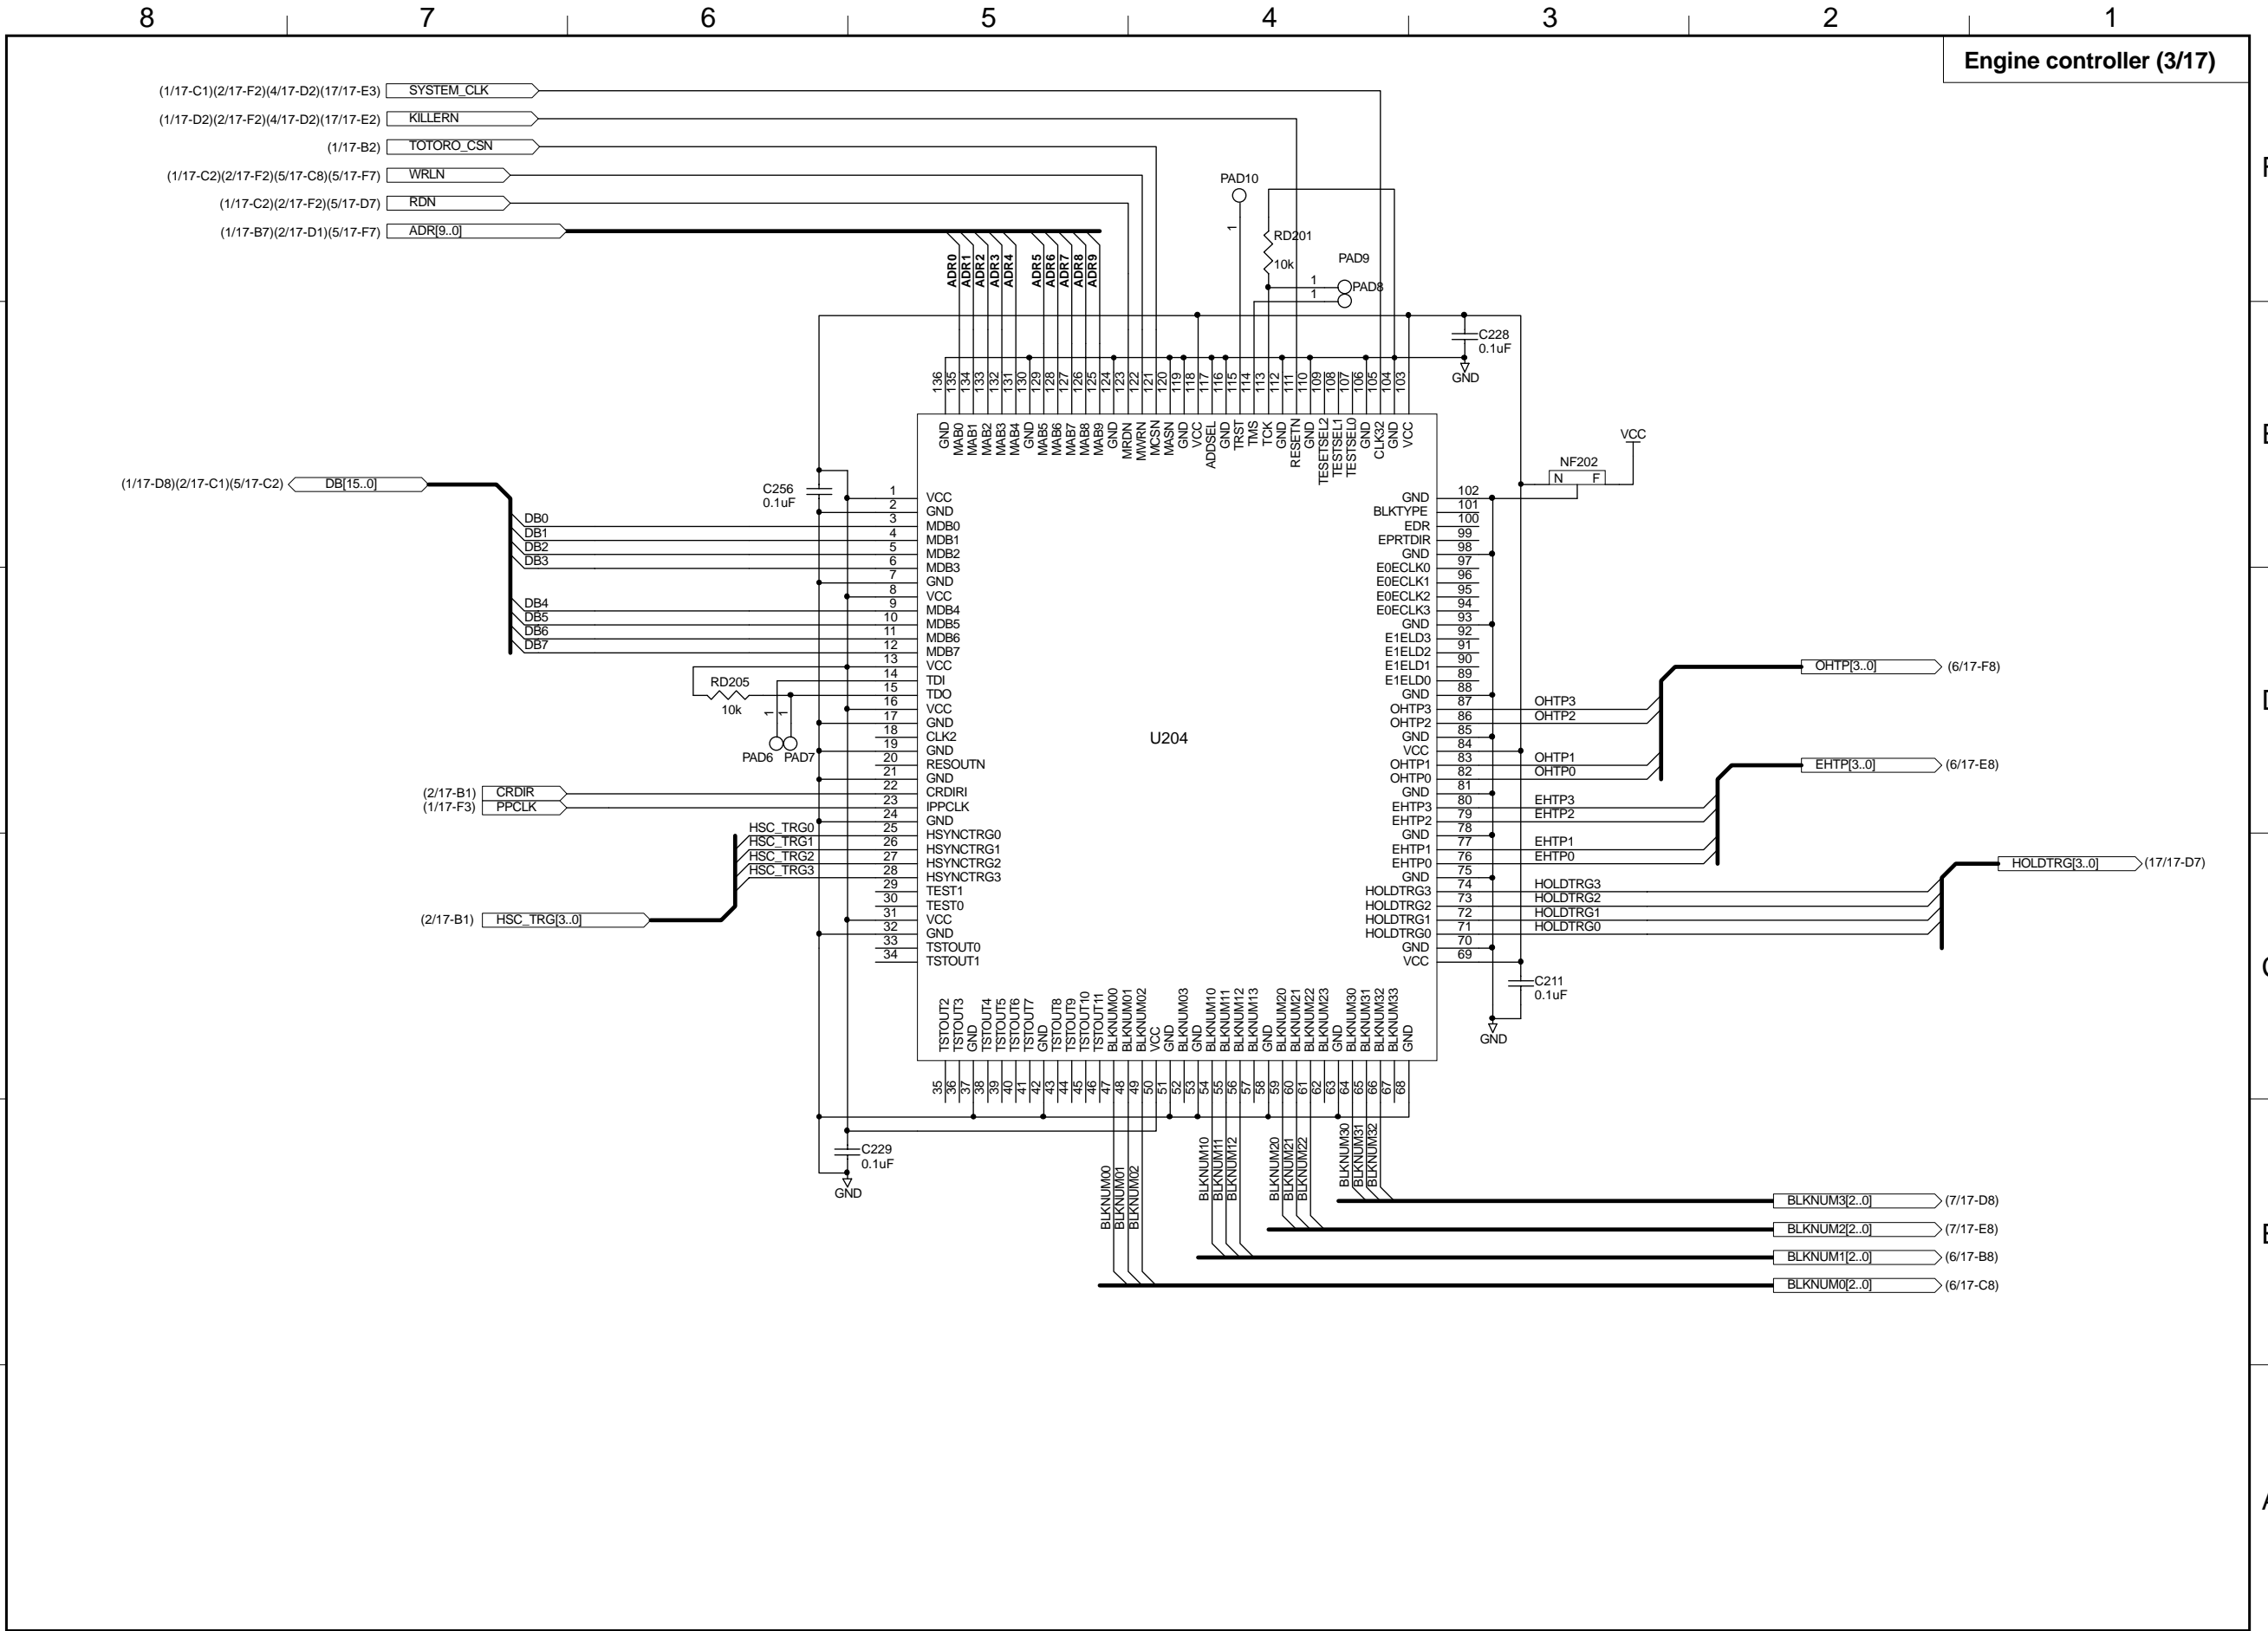 8 7 6 5 4 3 2 1
Engine controller (3/17)
(1/17-C1)(2/17-F2)(4/17-D2)(17/17-E3) SYSTEM_CLK
(1/17-D2)(2/17-F2)(4/17-D2)(17/17-E2) KILLERN
(1/17-B2) TOTORO_CSN
(1/17-C2)(2/17-F2)(5/17-C8)(5/17-F7) WRLN
(1/17-C2)(2/17-F2)(5/17-D7) RDN
(1/17-B7)(2/17-D1)(5/17-F7) ADR[9..0]
ADR0 ADR1 ADR2 ADR3 ADR4 ADR5 ADR6 ADR7 ADR8 ADR9
PAD10
1
RD201
10k
PAD9
1
PAD8
1
C228
0.1uF
GND
136 135 134 133 132 131 130 129 128 127 126 125 124 123 122 121 120 119 118 117 116 115 114 113 112 111 110 109 108 107 106 105 104 103
GND MAB0 MAB1 MAB2 MAB3 MAB4 GND MAB5 MAB6 MAB7 MAB8 MAB9 GND MRDN MWRN MCSN MASN GND VCC ADDSEL GND TRST TMS TCK GND RESETN GND TESETSEL2 TESTSEL1 TESTSEL0 GND CLK32 GND VCC
VCC
NF202
N F
(1/17-D8)(2/17-C1)(5/17-C2) DB[15..0]
C256
0.1uF
DB0
DB1
DB2
DB3
DB4
DB5
DB6
DB7
1 VCC
2 GND
3 MDB0
4 MDB1
5 MDB2
6 MDB3
7 GND
8 VCC
9 MDB4
10 MDB5
11 MDB6
12 MDB7
13 VCC
14 TDI
15 TDO
16 VCC
17 GND
18 CLK2
19 GND
20 RESOUTN
21 GND
22 CRDIRI
23 IPPCLK
24 GND
25 HSYNCTRG0
26 HSYNCTRG1
27 HSYNCTRG2
28 HSYNCTRG3
29 TEST1
30 TEST0
31 VCC
32 GND
33 TSTOUT0
34 TSTOUT1
RD205
10k
1 1
PAD6 PAD7
(2/17-B1) CRDIR
(1/17-F3) PPCLK
HSC_TRG0
HSC_TRG1
HSC_TRG2
HSC_TRG3
(2/17-B1) HSC_TRG[3..0]
U204
GND 102
BLKTYPE 101
EDR 100
EPRTDIR 99
GND 98
E0ECLK0 97
E0ECLK1 96
E0ECLK2 95
E0ECLK3 94
GND 93
E1ELD3 92
E1ELD2 91
E1ELD1 90
E1ELD0 89
GND 88
OHTP3 87 OHTP3
OHTP2 86 OHTP2
GND 85
VCC 84
OHTP1 83 OHTP1
OHTP0 82 OHTP0
GND 81
EHTP3 80 EHTP3
EHTP2 79 EHTP2
GND 78
EHTP1 77 EHTP1
EHTP0 76 EHTP0
GND 75
HOLDTRG3 74 HOLDTRG3
HOLDTRG2 73 HOLDTRG2
HOLDTRG1 72 HOLDTRG1
HOLDTRG0 71 HOLDTRG0
GND 70
VCC 69
OHTP[3..0] (6/17-F8)
EHTP[3..0] (6/17-E8)
HOLDTRG[3..0] (17/17-D7)
C211
0.1uF
GND
TSTOUT2 TSTOUT3 GND TSTOUT4 TSTOUT5 TSTOUT6 TSTOUT7 GND TSTOUT8 TSTOUT9 TSTOUT10 TSTOUT11 BLKNUM00 BLKNUM01 BLKNUM02 VCC GND BLKNUM03 GND BLKNUM10 BLKNUM11 BLKNUM12 BLKNUM13 GND BLKNUM20 BLKNUM21 BLKNUM22 BLKNUM23 GND BLKNUM30 BLKNUM31 BLKNUM32 BLKNUM33 GND
35 36 37 38 39 40 41 42 43 44 45 46 47 48 49 50 51 52 53 54 55 56 57 58 59 60 61 62 63 64 65 66 67 68
C229
0.1uF
GND
BLKNUM00 BLKNUM01 BLKNUM02 BLKNUM10 BLKNUM11 BLKNUM12 BLKNUM20 BLKNUM21 BLKNUM22 BLKNUM30 BLKNUM31 BLKNUM32
BLKNUM3[2..0] (7/17-D8)
BLKNUM2[2..0] (7/17-E8)
BLKNUM1[2..0] (6/17-B8)
BLKNUM0[2..0] (6/17-C8)